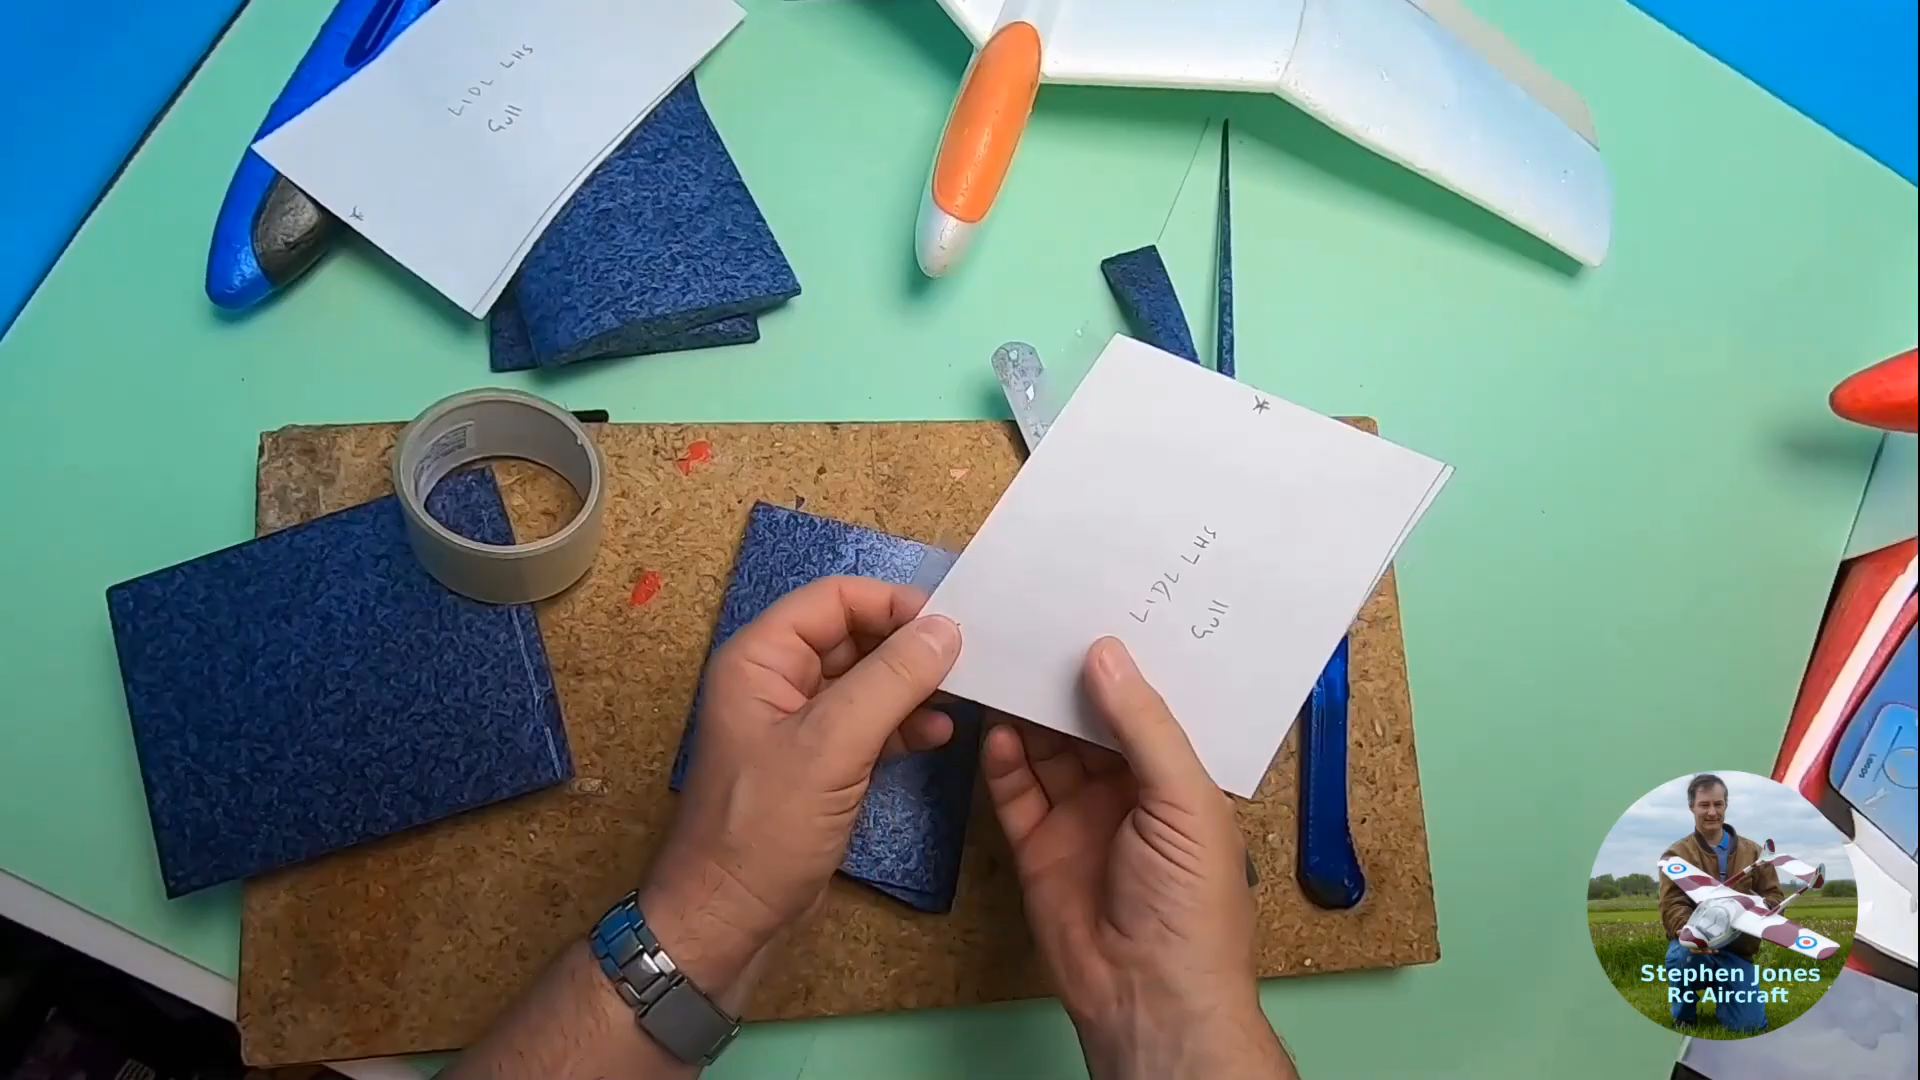 LIDL LHS
Gull
LIDL LHS
Gull
Stephen Jones
Rc Aircraft